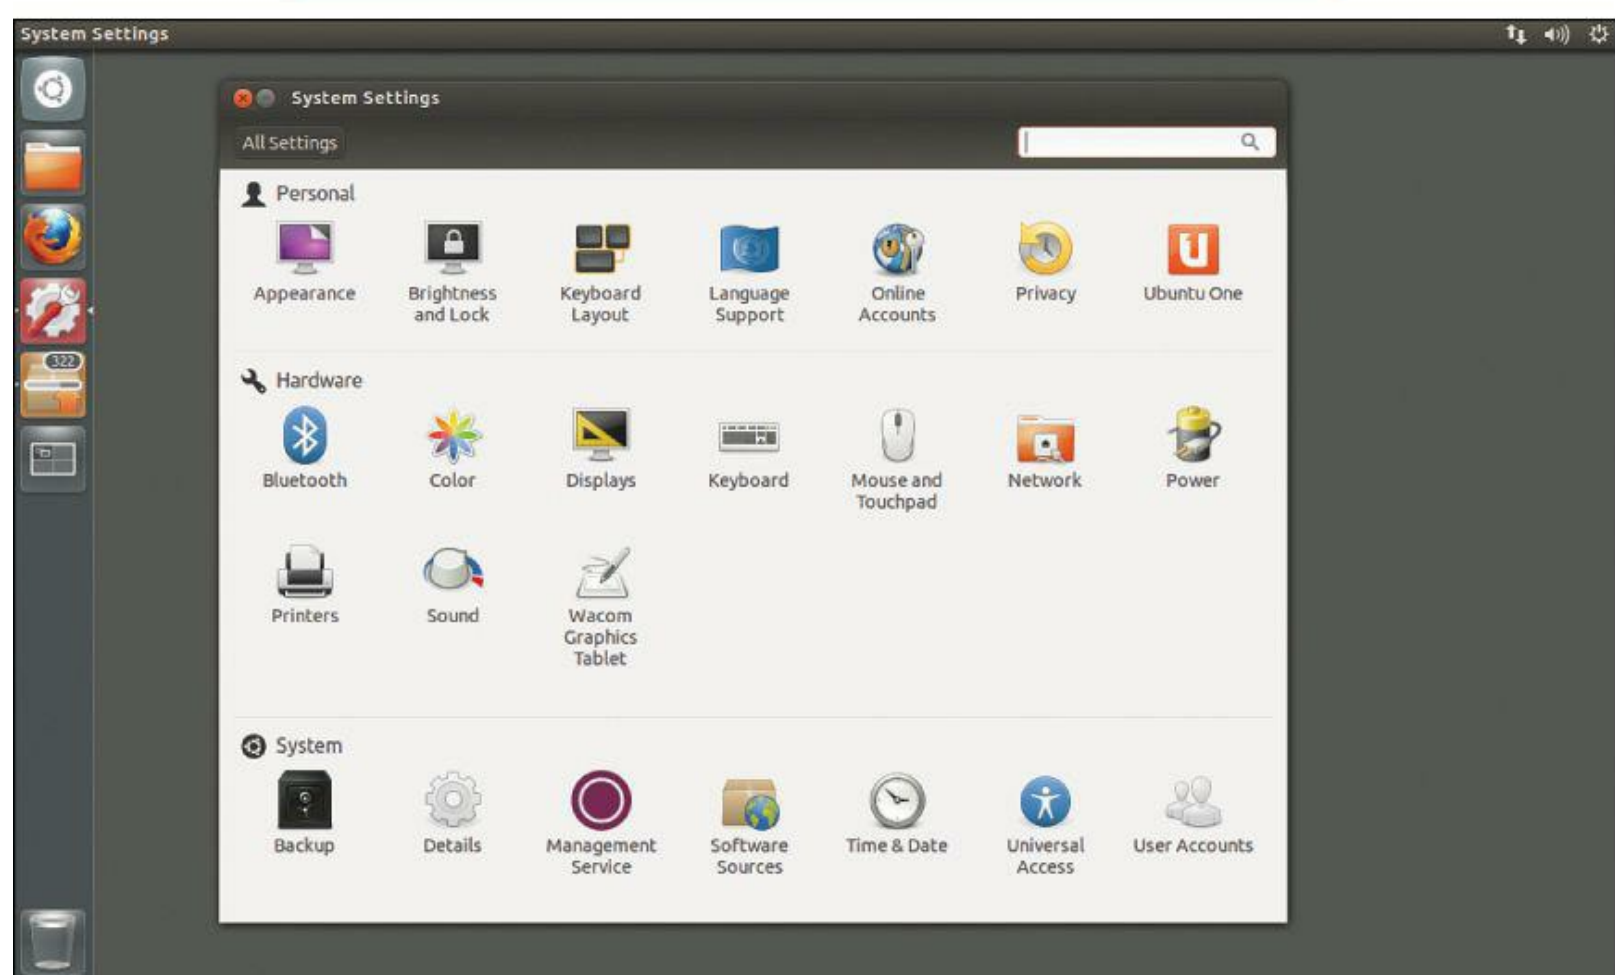 System Settings
System Settings
All Settings
Personal
Appearance
Brightness
and Lock
Keyboard
Layout
Language
Support
Online
Accounts
Privacy
Ubuntu One
322
Hardware
Bluetooth
Color
Displays
Keyboard
Mouse and
Touchpad
Network
Power
Printers
Sound
Wacom
Graphics
Tablet
System
Backup
Details
Management
Service
Software
Sources
Time & Date
Universal
Access
User Accounts